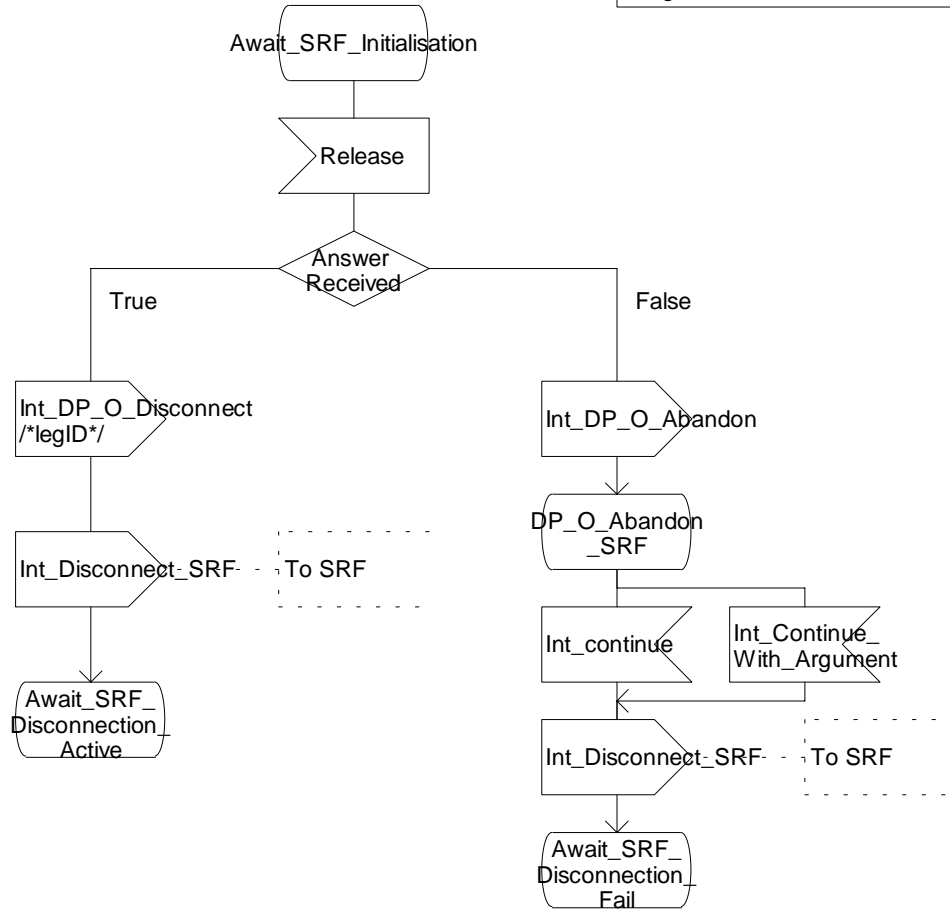 Await_SRF_Initialisation
Release
Answer
Received
True
False
Int_DP_O_Disconnect
/*legID*/
Int_DP_O_Abandon
DP_O_Abandon
_SRF
Int_Disconnect_SRF
To SRF
Int_continue
Int_Continue_
With_Argument
Await_SRF_
Disconnection_
Active
Int_Disconnect_SRF
To SRF
Await_SRF_
Disconnection_
Fail